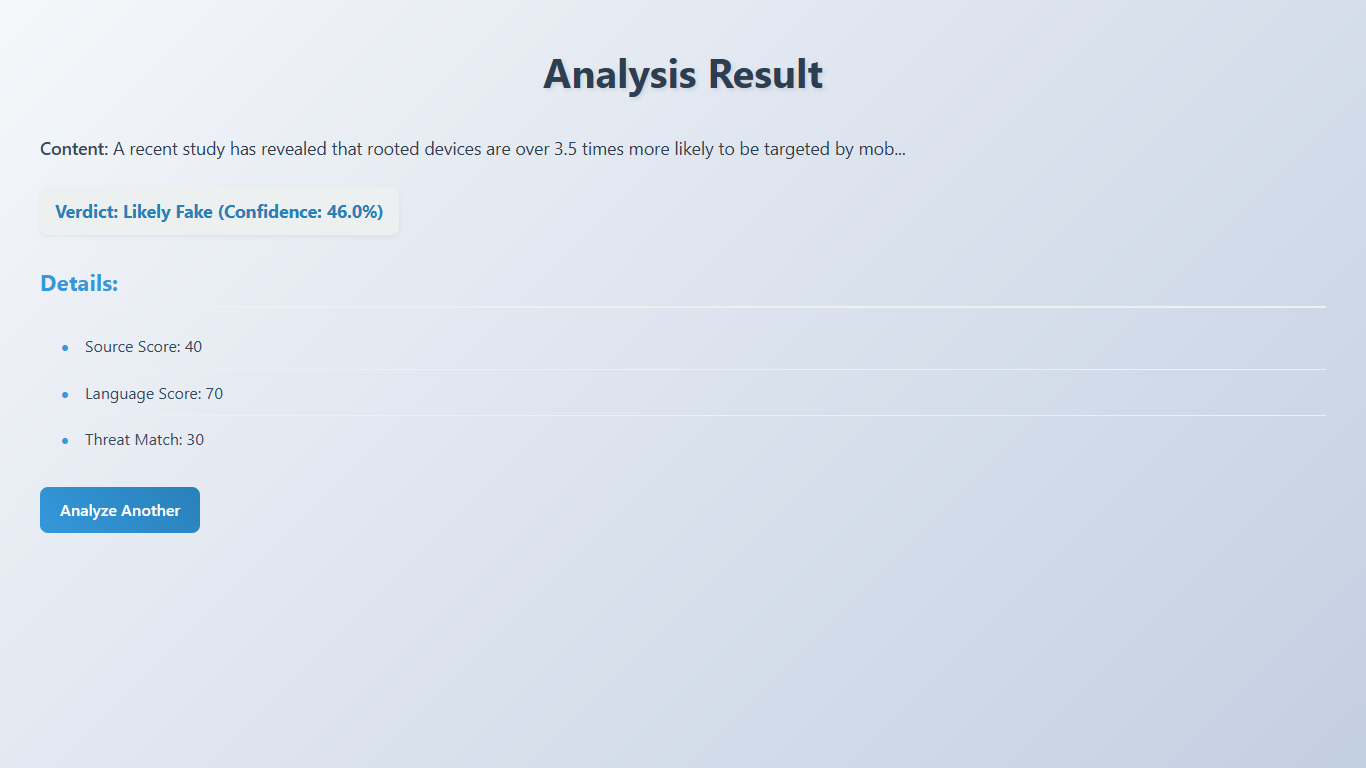 Analysis Result
Content: A recent study has revealed that rooted devices are over 3.5 times more likely to be targeted by mob...
Verdict: Likely Fake (Confidence: 46.0%)
Details:
Source Score: 40
Language Score: 70
Threat Match: 30
Analyze Another